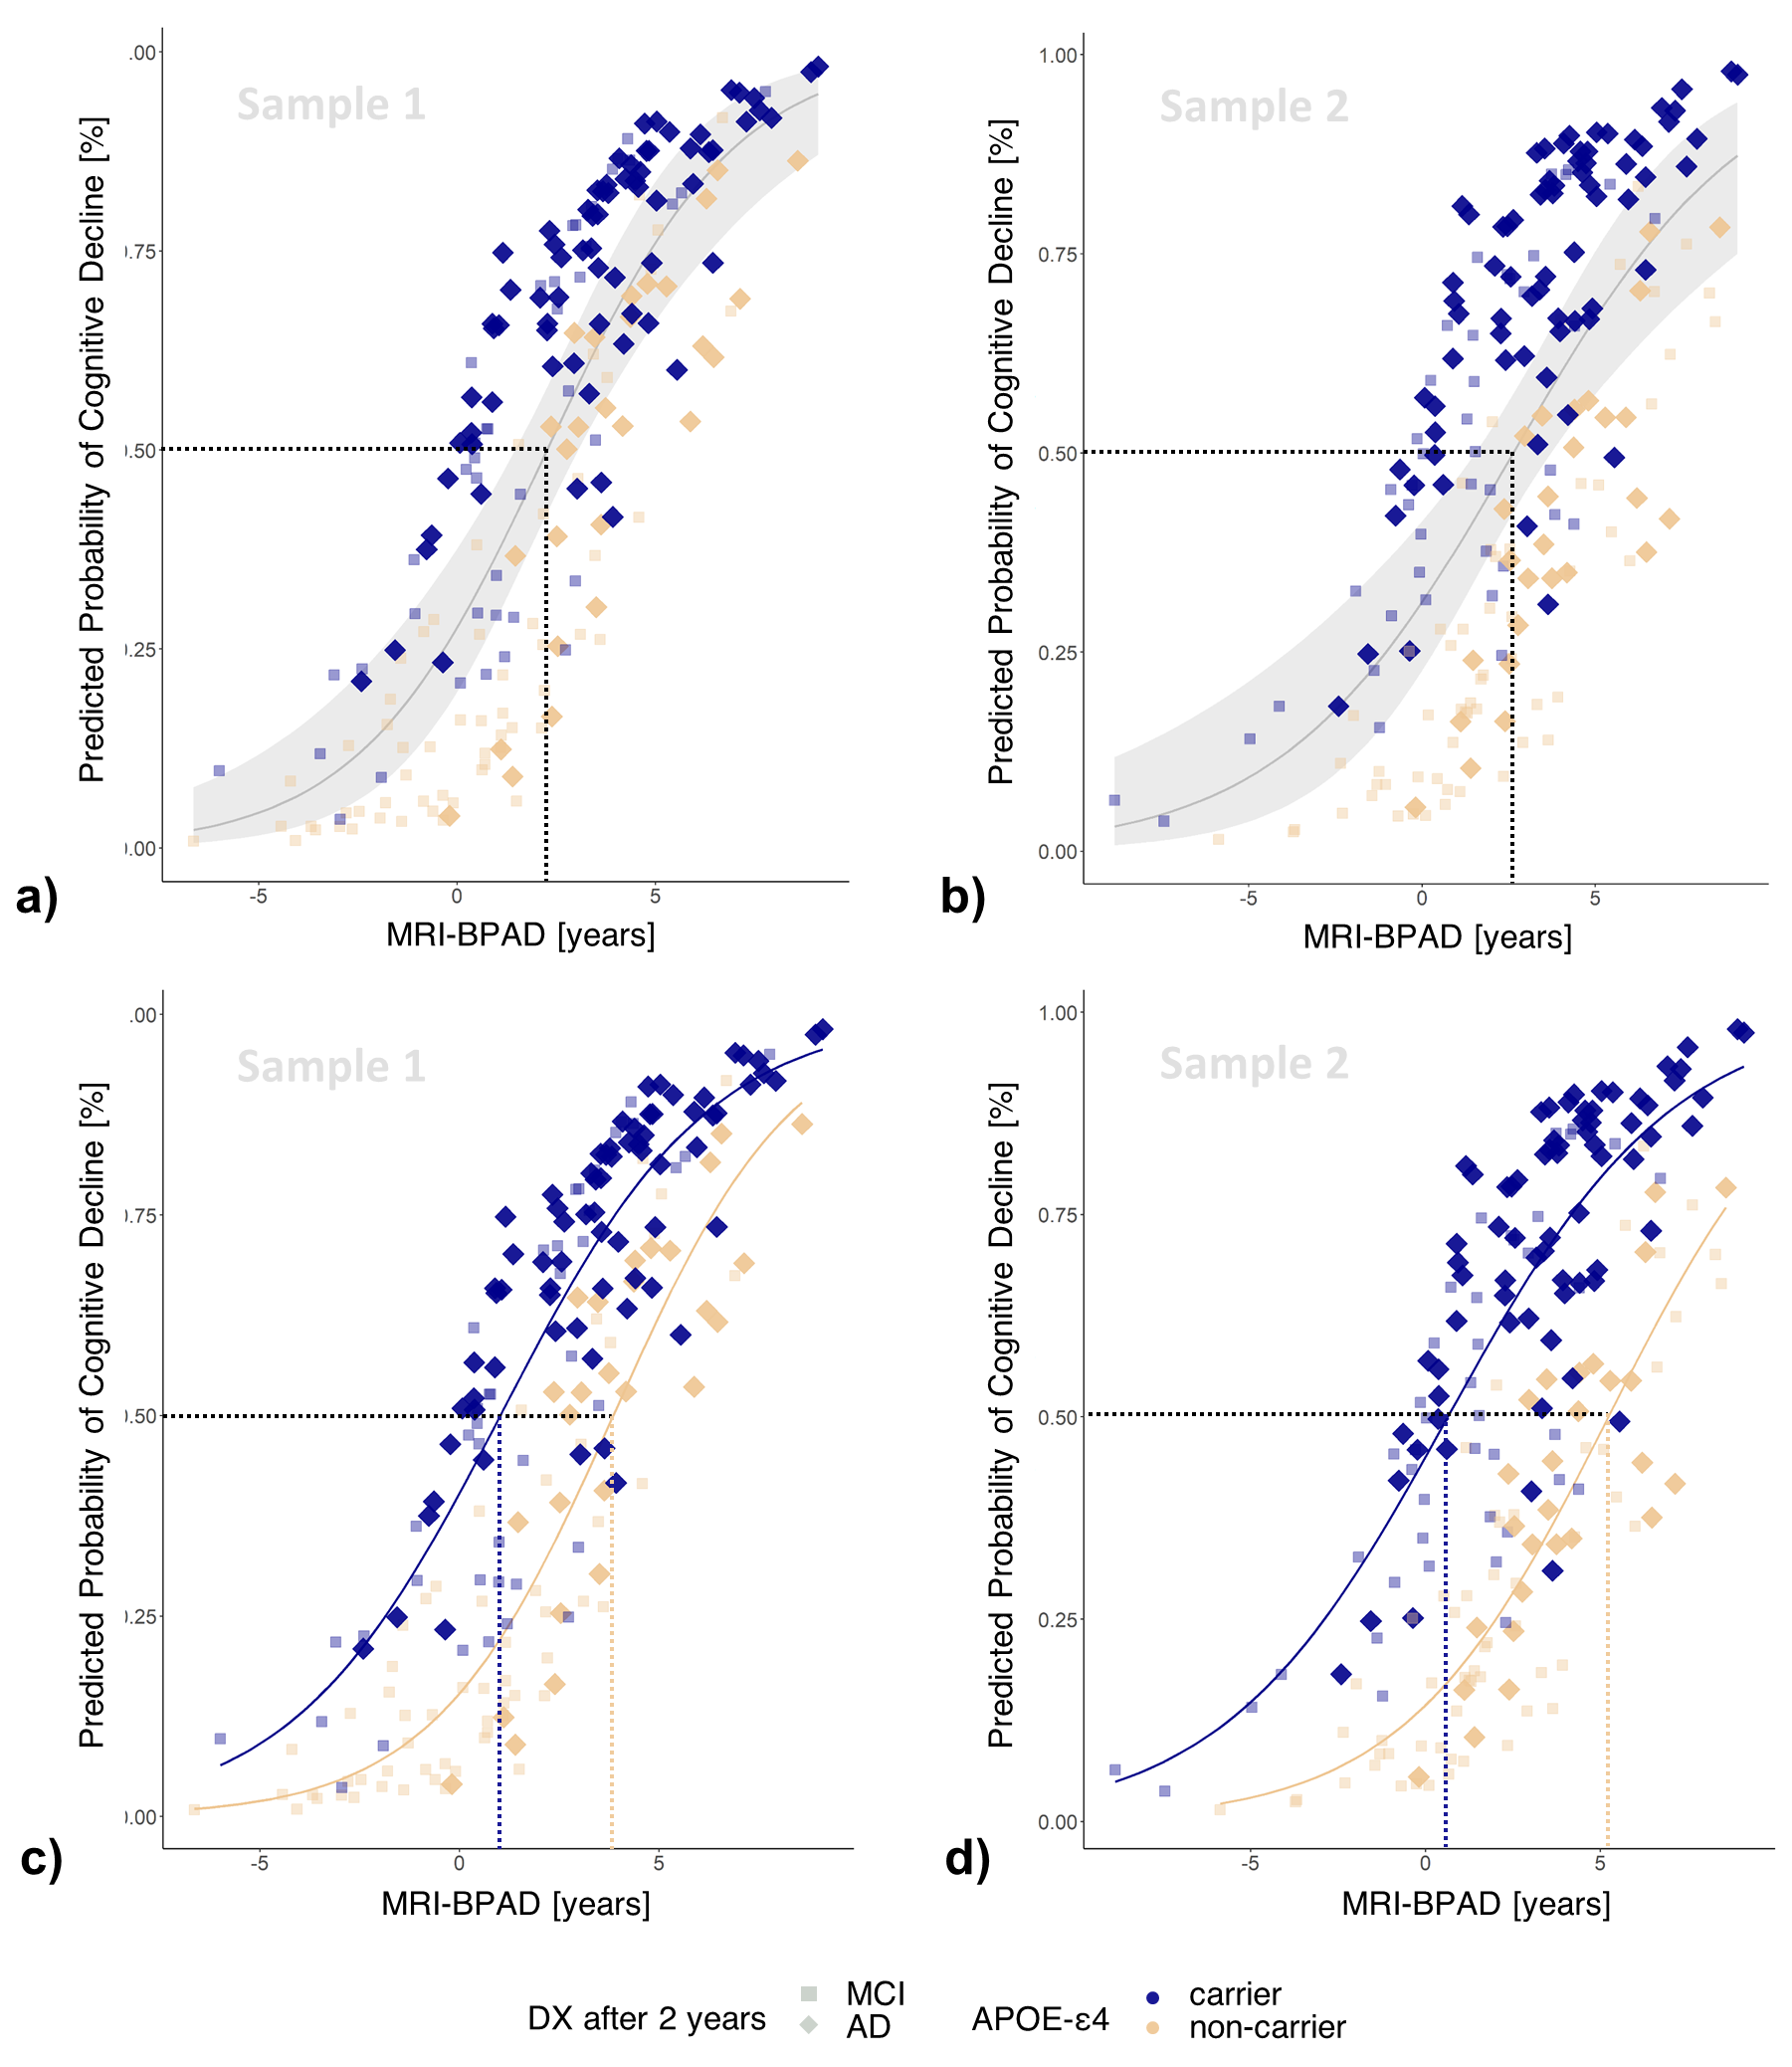 Sample 1
Predicted Probability of Cognitive Decline [%]
.00
.75
.50
.25
.00
-5 0 5
MRI-BPAD [years]
a)
Sample 2
Predicted Probability of Cognitive Decline [%]
1.00
0.75
0.50
0.25
0.00
-5 0 5
MRI-BPAD [years]
b)
Sample 1
Predicted Probability of Cognitive Decline [%]
.00
.75
.50
.25
.00
-5 0 5
MRI-BPAD [years]
c)
Sample 2
Predicted Probability of Cognitive Decline [%]
1.00
0.75
0.50
0.25
0.00
-5 0 5
MRI-BPAD [years]
d)
DX after 2 years
MCI
AD
APOE-ε4
carrier
non-carrier